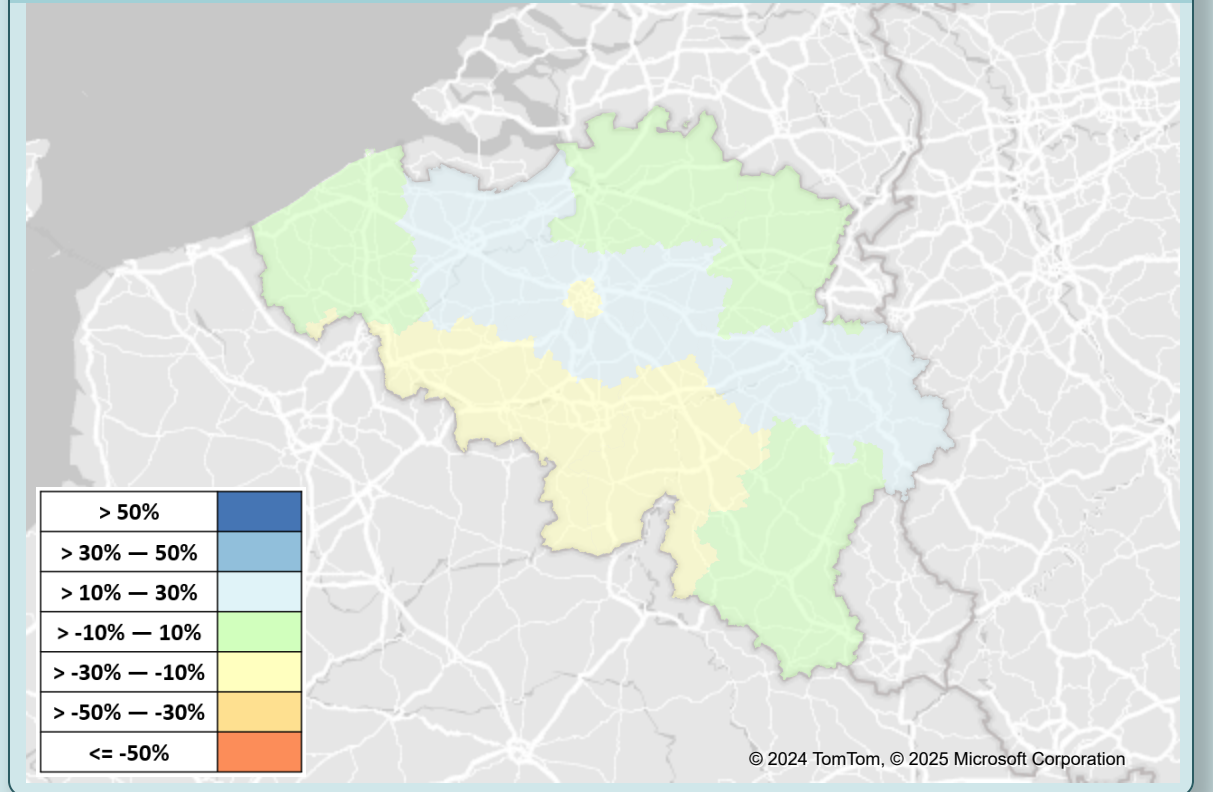 > 50%
> 30% — 50%
> 10% — 30%
> -10% — 10%
> -30% — -10%
> -50% — -30%
<= -50%
© 2024 TomTom, © 2025 Microsoft Corporation